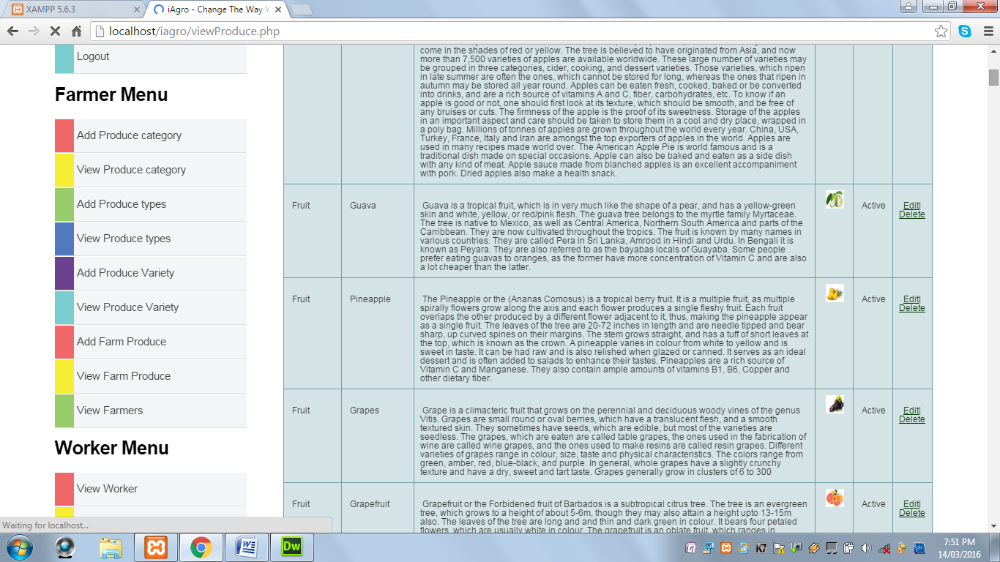 XAMPP 5.6.3
iAgro - Change The Way Y
localhost/iagro/viewProduce.php
Logout
Farmer Menu
Add Produce category
View Produce category
Add Produce types
View Produce types
Add Produce Variety
View Produce Variety
Add Farm Produce
View Farm Produce
View Farmers
Worker Menu
View Worker
come in the shades of red or yellow. The tree is believed to have originated from Asia, and now
more than 7,500 varieties of apples are available worldwide. These large number of varieties may
be grouped in three categories, cider, cooking, and dessert varieties. Those varieties, which ripen
in late summer are often the ones, which cannot be stored for long, whereas the ones that ripen in
autumn may be stored all year round. Apples can be eaten fresh, cooked, baked or be converted
into drinks, and are a rich source of vitamins A and C, fiber, carbohydrates, etc. To know if an
apple is good or not, one should first look at its texture, which should be smooth, and be free of
any bruises or cuts. The firmness of the apple is the proof of its sweetness. Storage of the apples
in an important aspect and care should be taken to store them in a cool and dry place, wrapped in
a poly bag. Millions of tonnes of apples are grown throughout the world every year. China, USA,
Turkey, France, Italy and Iran are amongst the top exporters of apples in the world. Apples are
used in many recipes made world over. The American Apple Pie is world famous and is a
traditional dish made on special occasions. Apple can also be baked and eaten as a side dish
with any kind of meat. Apple sauce made from blanched apples is an excellent accompaniment
with pork. Dried apples also make a health snack.
Fruit
Guava
Guava is a tropical fruit, which is in very much like the shape of a pear, and has a yellow-green
skin and white, yellow, or red/pink flesh. The guava tree belongs to the myrtle family Myrtaceae.
The tree is native to Mexico, as well as Central America, Northern South America and parts of the
Carribbean. They are now cultivated throughout the tropics. The fruit is known by many names in
various countries. They are called Pera in Sri Lanka, Amrood in Hindi and Urdu. In Bengali it is
known as Peyara. They are also referred to as the bayabas locals of Guayaba. Some people
prefer eating guavas to oranges, as the former have more concentration of Vitamin C and are also
a lot cheaper than the latter.
Active
Edit|
Delete
Fruit
Pineapple
The Pineapple or the (Ananas Comosus) is a tropical berry fruit. It is a multiple fruit, as multiple
spirally flowers grow along the axis and each flower produces a single fleshy fruit. Each fruit
overlaps the other produced by a different flower adjacent to it, thus, making the pineapple appear
as a single fruit. The leaves of the tree are 20-72 inches in length and are needle tipped and bear
sharp, up curved spines on their margins. The stem grows straight, and has a tuff of short leaves at
the top, which is known as the crown. A pineapple varies in colour from white to yellow and is
sweet in taste. It can be had raw and is also relished when glazed or canned. It serves as an ideal
dessert and is often added to salads to enhance their tastes. Pineapples are a rich source of
Vitamin C and Manganese. They also contain ample amounts of vitamins B1, B6, Copper and
other dietary fiber.
Active
Edit|
Delete
Fruit
Grapes
Grape is a climacteric fruit that grows on the perennial and deciduous woody vines of the genus
Vitis. Grapes are small round or oval berries, which have a translucent flesh, and a smooth
textured skin. They sometimes have seeds, which are edible, but most of the varieties are
seedless. The grapes, which are eaten are called table grapes, the ones used in the fabrication of
wine are called wine grapes, and the ones used to make resins are called resin grapes. Different
varieties of grapes range in colour, size, taste and physical characteristics. The colors range from
green, amber, red, blue-black, and purple. In general, whole grapes have a slightly crunchy
texture and have a dry, sweet and tart taste. Grapes generally grow in clusters of 6 to 300
Active
Edit|
Delete
Fruit
Grapefruit
Grapefruit or the Forbidened fruit of Barbados is a subtropical citrus tree. The tree is an evergreen
tree, which grows to a height of about 5-6m, though they may also attain a height upto 13-15m
also. The leaves of the tree are long and and thin and dark green in colour. It bears four petaled
flowers, which are usually white in colour. The grapefruit is an oblate fruit, which ranges in
Active
Edit|
Delete
Waiting for localhost...
Dw
7:51 PM
14/03/2016